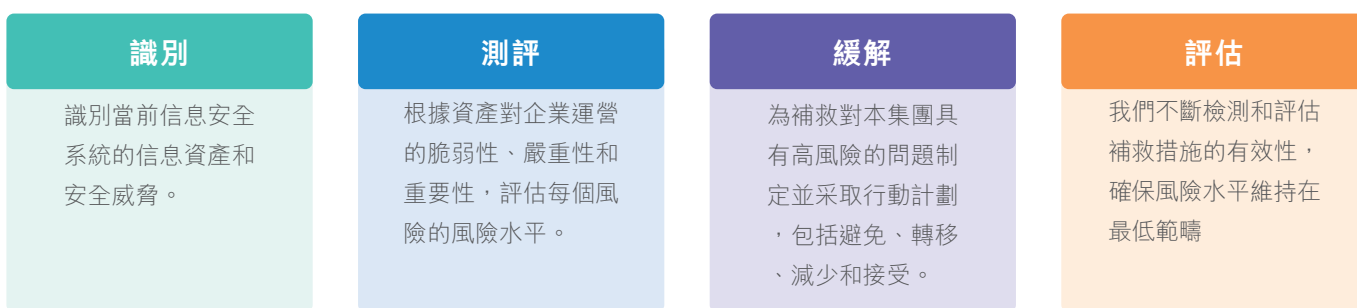 識別
識別當前信息安全
系統的信息資產和
安全威脅。
測評
根據資產對企業運營
的脆弱性、嚴重性和
重要性，評估每個風
險的風險水平。
緩解
為補救對本集團具
有高風險的問題制
定並采取行動計劃
，包括避免、轉移
、減少和接受。
評估
我們不斷檢測和評估
補救措施的有效性，
確保風險水平維持在
最低範疇